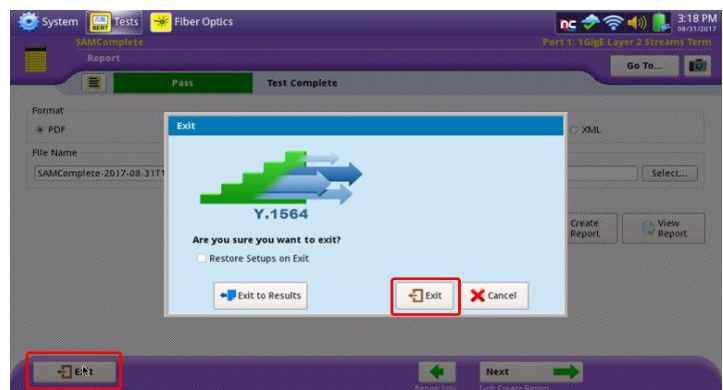 System Tests Fiber Optics 3:18 PM
08/31/2017
SAMComplete Port 1: 1GigE Layer 2 Streams Term
Report Go To...
Pass Test Complete
Format
PDF XML
File Name
SAMComplete-2017-08-31T1 Select...
Create Report View Report
Exit
Y.1564
Are you sure you want to exit?
Restore Setups on Exit
Exit to Results Exit Cancel
Exit Next
Report Info Last: Create Report